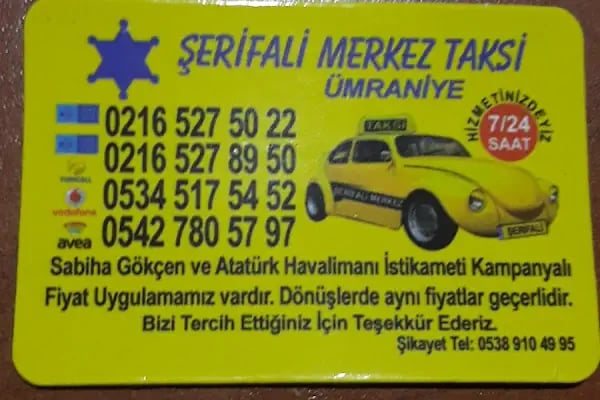 ŞERİFALİ MERKEZ TAKSİ
ÜMRANİYE
HİZMETİNİZDEYİZ
7/24
SAAT
0216 527 50 22
0216 527 89 50
TURKCELL
0534 517 54 52
vodafone
avea
0542 780 57 97
TAKSİ
ŞERİFALİ MERKEZ
ŞERİFALİ
Sabiha Gökçen ve Atatürk Havalimanı İstikameti Kampanyalı
Fiyat Uygulamamız vardır. Dönüşlerde aynı fiyatlar geçerlidir.
Bizi Tercih Ettiğiniz İçin Teşekkür Ederiz.
Şikayet Tel: 0538 910 49 95